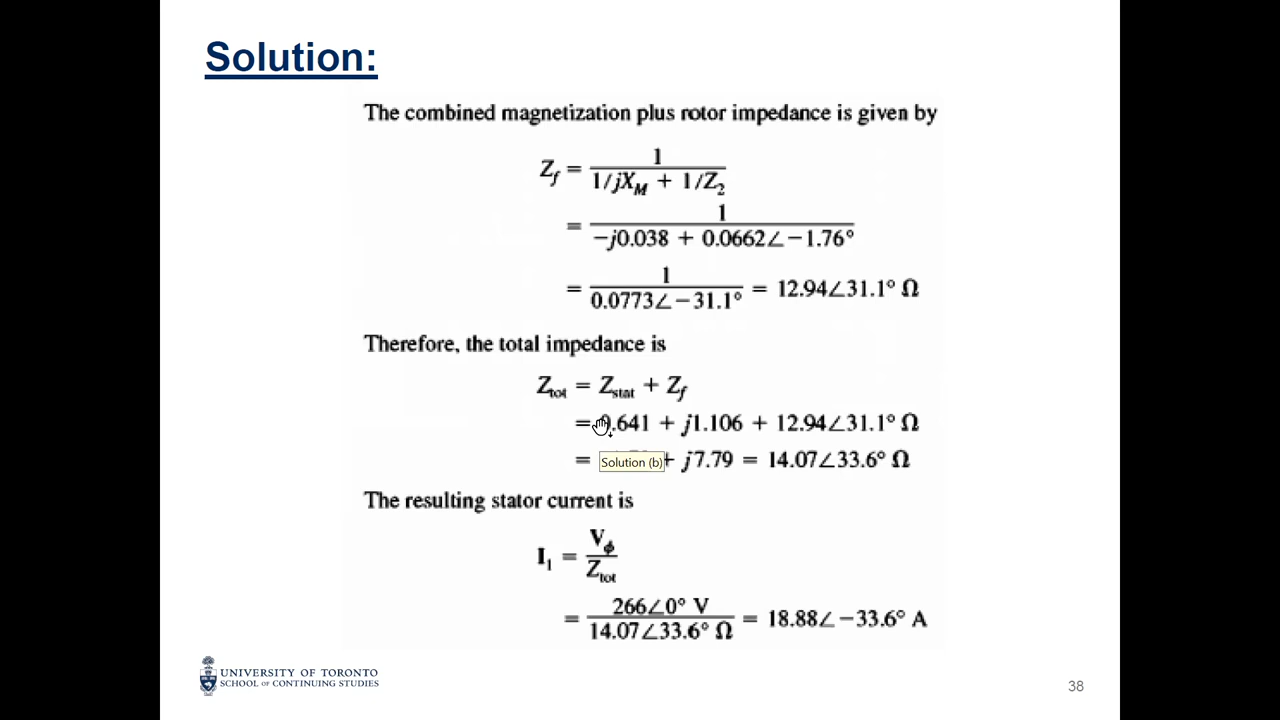 Solution:
The combined magnetization plus rotor impedance is given by
Z_f = 1 / (1/jX_M + 1/Z_2)
= 1 / (−j0.038 + 0.0662∠−1.76°)
= 1 / (0.0773∠−31.1°) = 12.94∠31.1° Ω
Therefore, the total impedance is
Z_tot = Z_stat + Z_f
= 0.641 + j1.106 + 12.94∠31.1° Ω
= + j7.79 = 14.07∠33.6° Ω
Solution (b)
The resulting stator current is
I_1 = V_ϕ / Z_tot
= 266∠0° V / 14.07∠33.6° Ω = 18.88∠−33.6° A
UNIVERSITY OF TORONTO
SCHOOL OF CONTINUING STUDIES
38